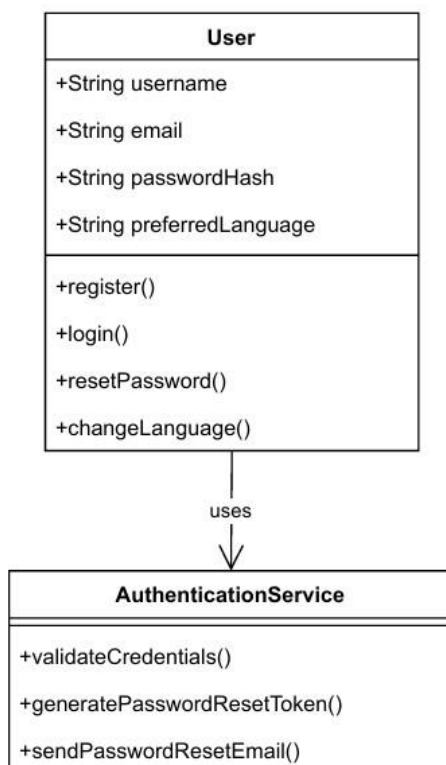 User
+String username
+String email
+String passwordHash
+String preferredLanguage
+register()
+login()
+resetPassword()
+changeLanguage()
uses
AuthenticationService
+validateCredentials()
+generatePasswordResetToken()
+sendPasswordResetEmail()